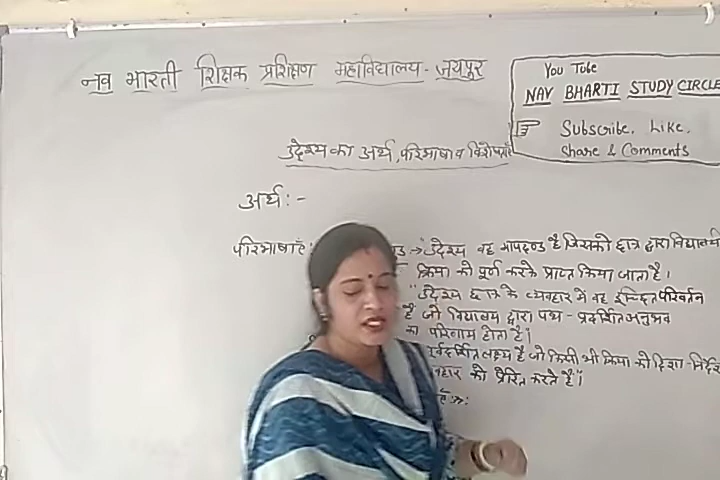 नव भारती शिक्षक प्रशिक्षण महाविद्यालय - जयपुर
You Tube
NAV BHARTI STUDY CIRCLE
Subscribe, Like,
Share & Comments
उद्देश्य का अर्थ, परिभाषा व विशेषताएँ
अर्थ :-
परिभाषाएँ : → "उद्देश्य वह मापदण्ड है जिसको छात्र द्वारा विद्यालय
क्रिया को पूर्ण करके प्राप्त किया जाता है।
"उद्देश्य छात्र के व्यवहार में वह इच्छित परिवर्तन
है जो विद्यालय द्वारा पथ - प्रदर्शित अनुभव
का परिणाम होता है।
पूर्वदर्शित लक्ष्य है जो किसी भी क्रिया को दिशा - निर्देश
को प्रेरित करते है"।